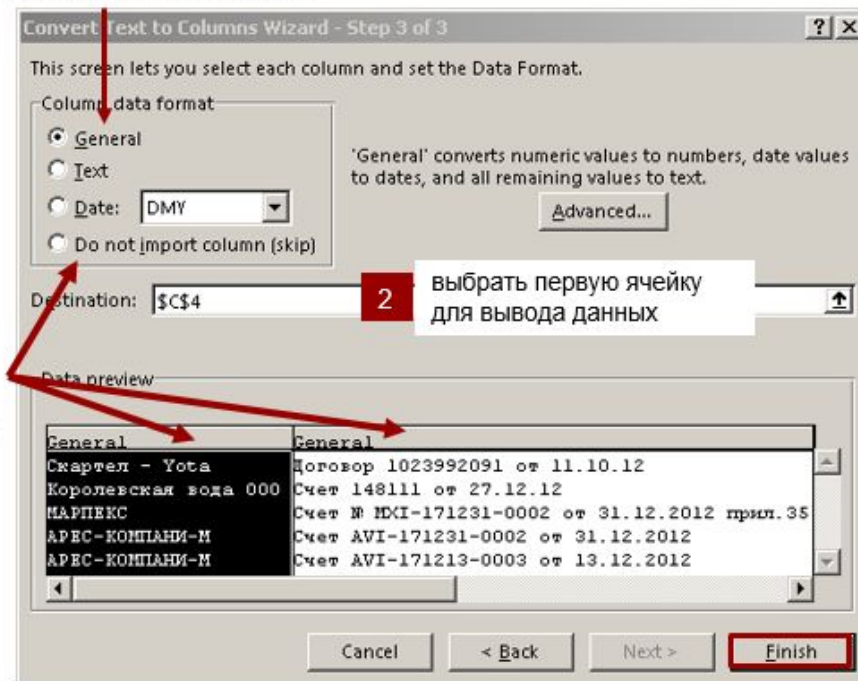 Convert Text to Columns Wizard - Step 3 of 3
This screen lets you select each column and set the Data Format.
Column data format
General
Text
Date: DMY
Do not import column (skip)
'General' converts numeric values to numbers, date values
to dates, and all remaining values to text.
Advanced...
Destination: $C$4
2
выбрать первую ячейку
для вывода данных
Data preview
General General
Скартел - Yota Договор 1023992091 от 11.10.12
Королевская вода ООО Счет 148111 от 27.12.12
МАРПЕКС Счет № MXI-171231-0002 от 31.12.2012 прил.35
АРЕС-КОМПАНИ-М Счет AVI-171231-0002 от 31.12.2012
АРЕС-КОМПАНИ-М Счет AVI-171213-0003 от 13.12.2012
Cancel < Back Next > Finish